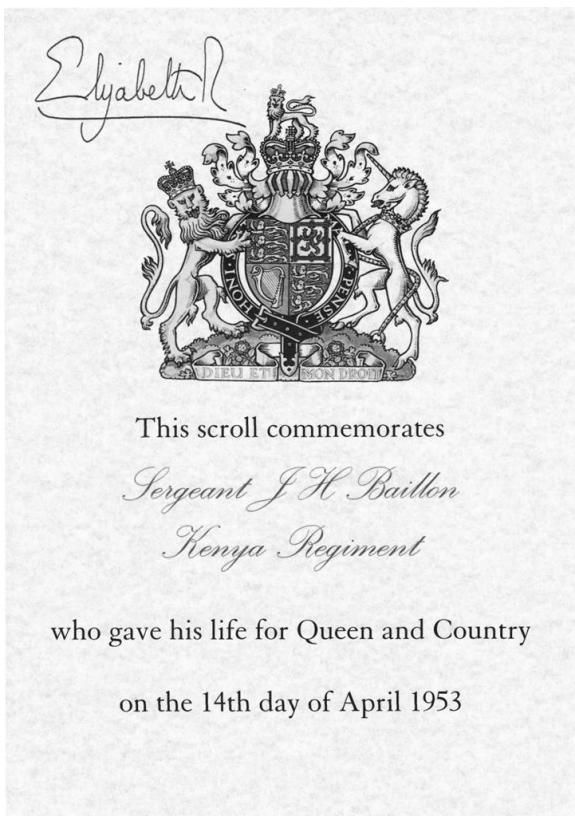 Elizabeth R
HONI S
Y PENSE
DIEU ET MON DROIT
This scroll commemorates
Sergeant J H Baillon
Kenya Regiment
who gave his life for Queen and Country
on the 14th day of April 1953